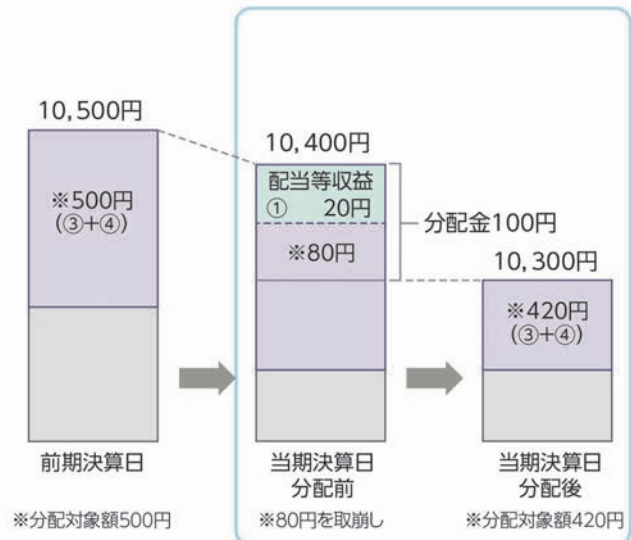 10,500円
※500円
(③+④)
前期決算日
※分配対象額500円
10,400円
配当等収益
① 20円
※80円
分配金100円
当期決算日
分配前
※80円を取崩し
10,300円
※420円
(③+④)
当期決算日
分配後
※分配対象額420円